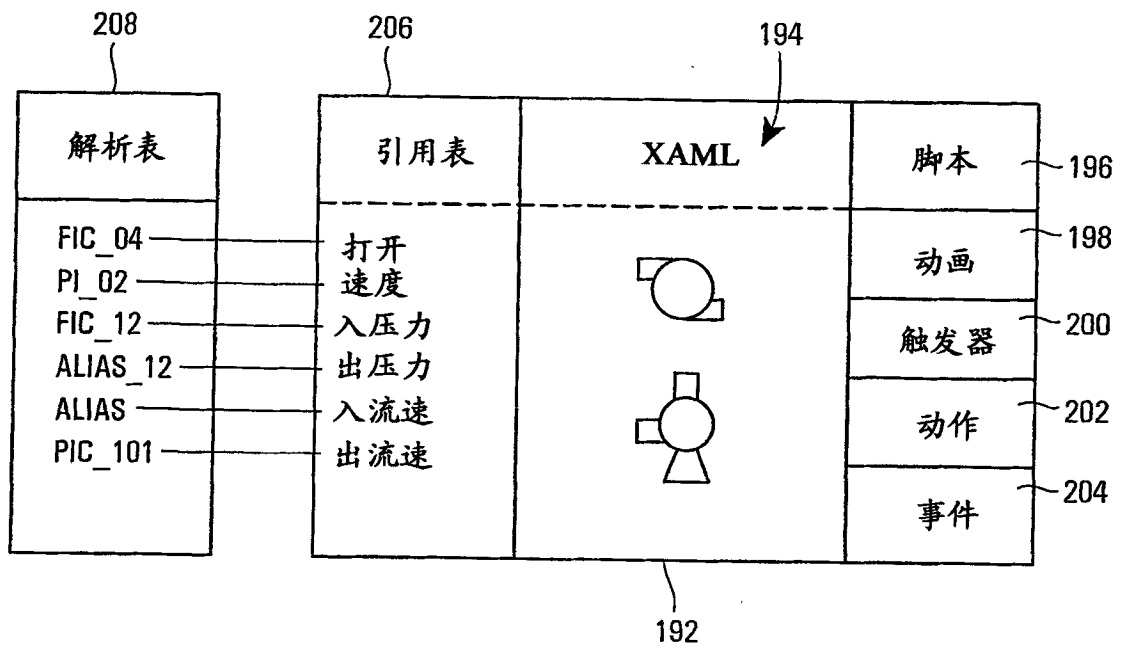 208
206
194
解析表
引用表
XAML
脚本
196
FIC_04
打开
动画
198
PI_02
速度
FIC_12
入压力
触发器
200
ALIAS_12
出压力
ALIAS
入流速
动作
202
PIC_101
出流速
事件
204
192